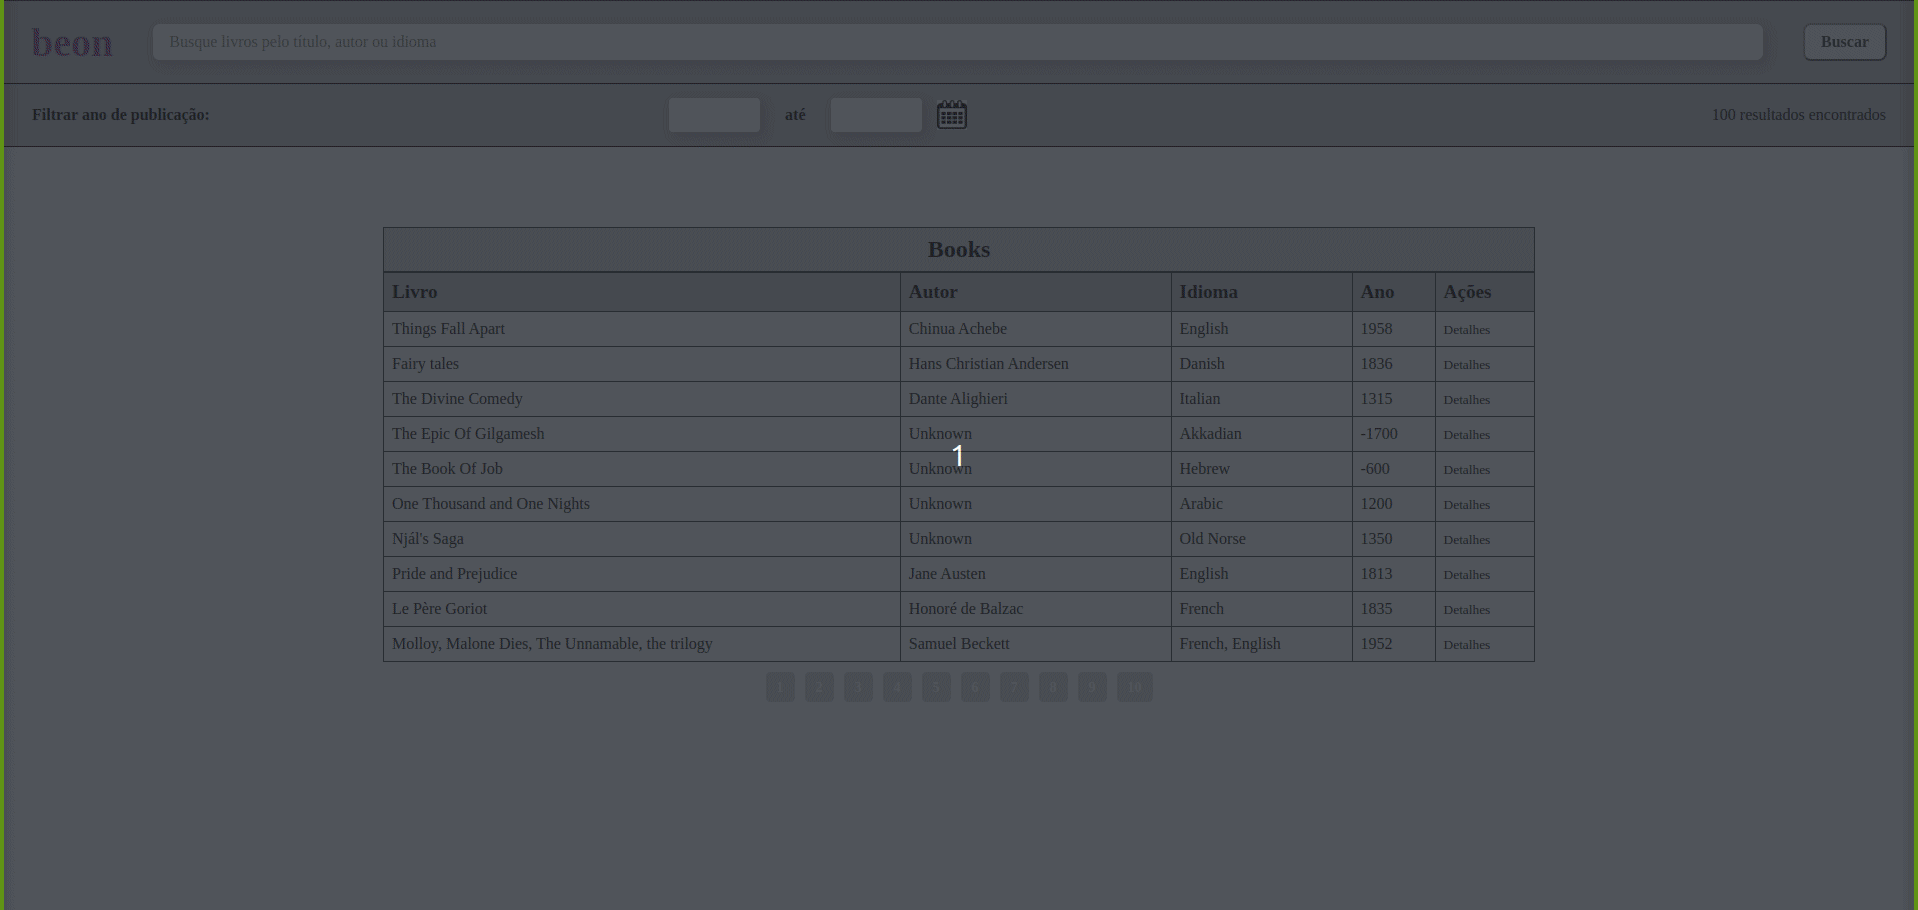 beon Busque livros pelo título, autor ou idioma Buscar
Filtrar ano de publicação: até 100 resultados encontrados
Books
Livro Autor Idioma Ano Ações
Things Fall Apart Chinua Achebe English 1958 Detalhes
Fairy tales Hans Christian Andersen Danish 1836 Detalhes
The Divine Comedy Dante Alighieri Italian 1315 Detalhes
The Epic Of Gilgamesh Unknown Akkadian -1700 Detalhes
1
The Book Of Job Unknown Hebrew -600 Detalhes
One Thousand and One Nights Unknown Arabic 1200 Detalhes
Njál's Saga Unknown Old Norse 1350 Detalhes
Pride and Prejudice Jane Austen English 1813 Detalhes
Le Père Goriot Honoré de Balzac French 1835 Detalhes
Molloy, Malone Dies, The Unnamable, the trilogy Samuel Beckett French, English 1952 Detalhes
1 2 3 4 5 6 7 8 9 10